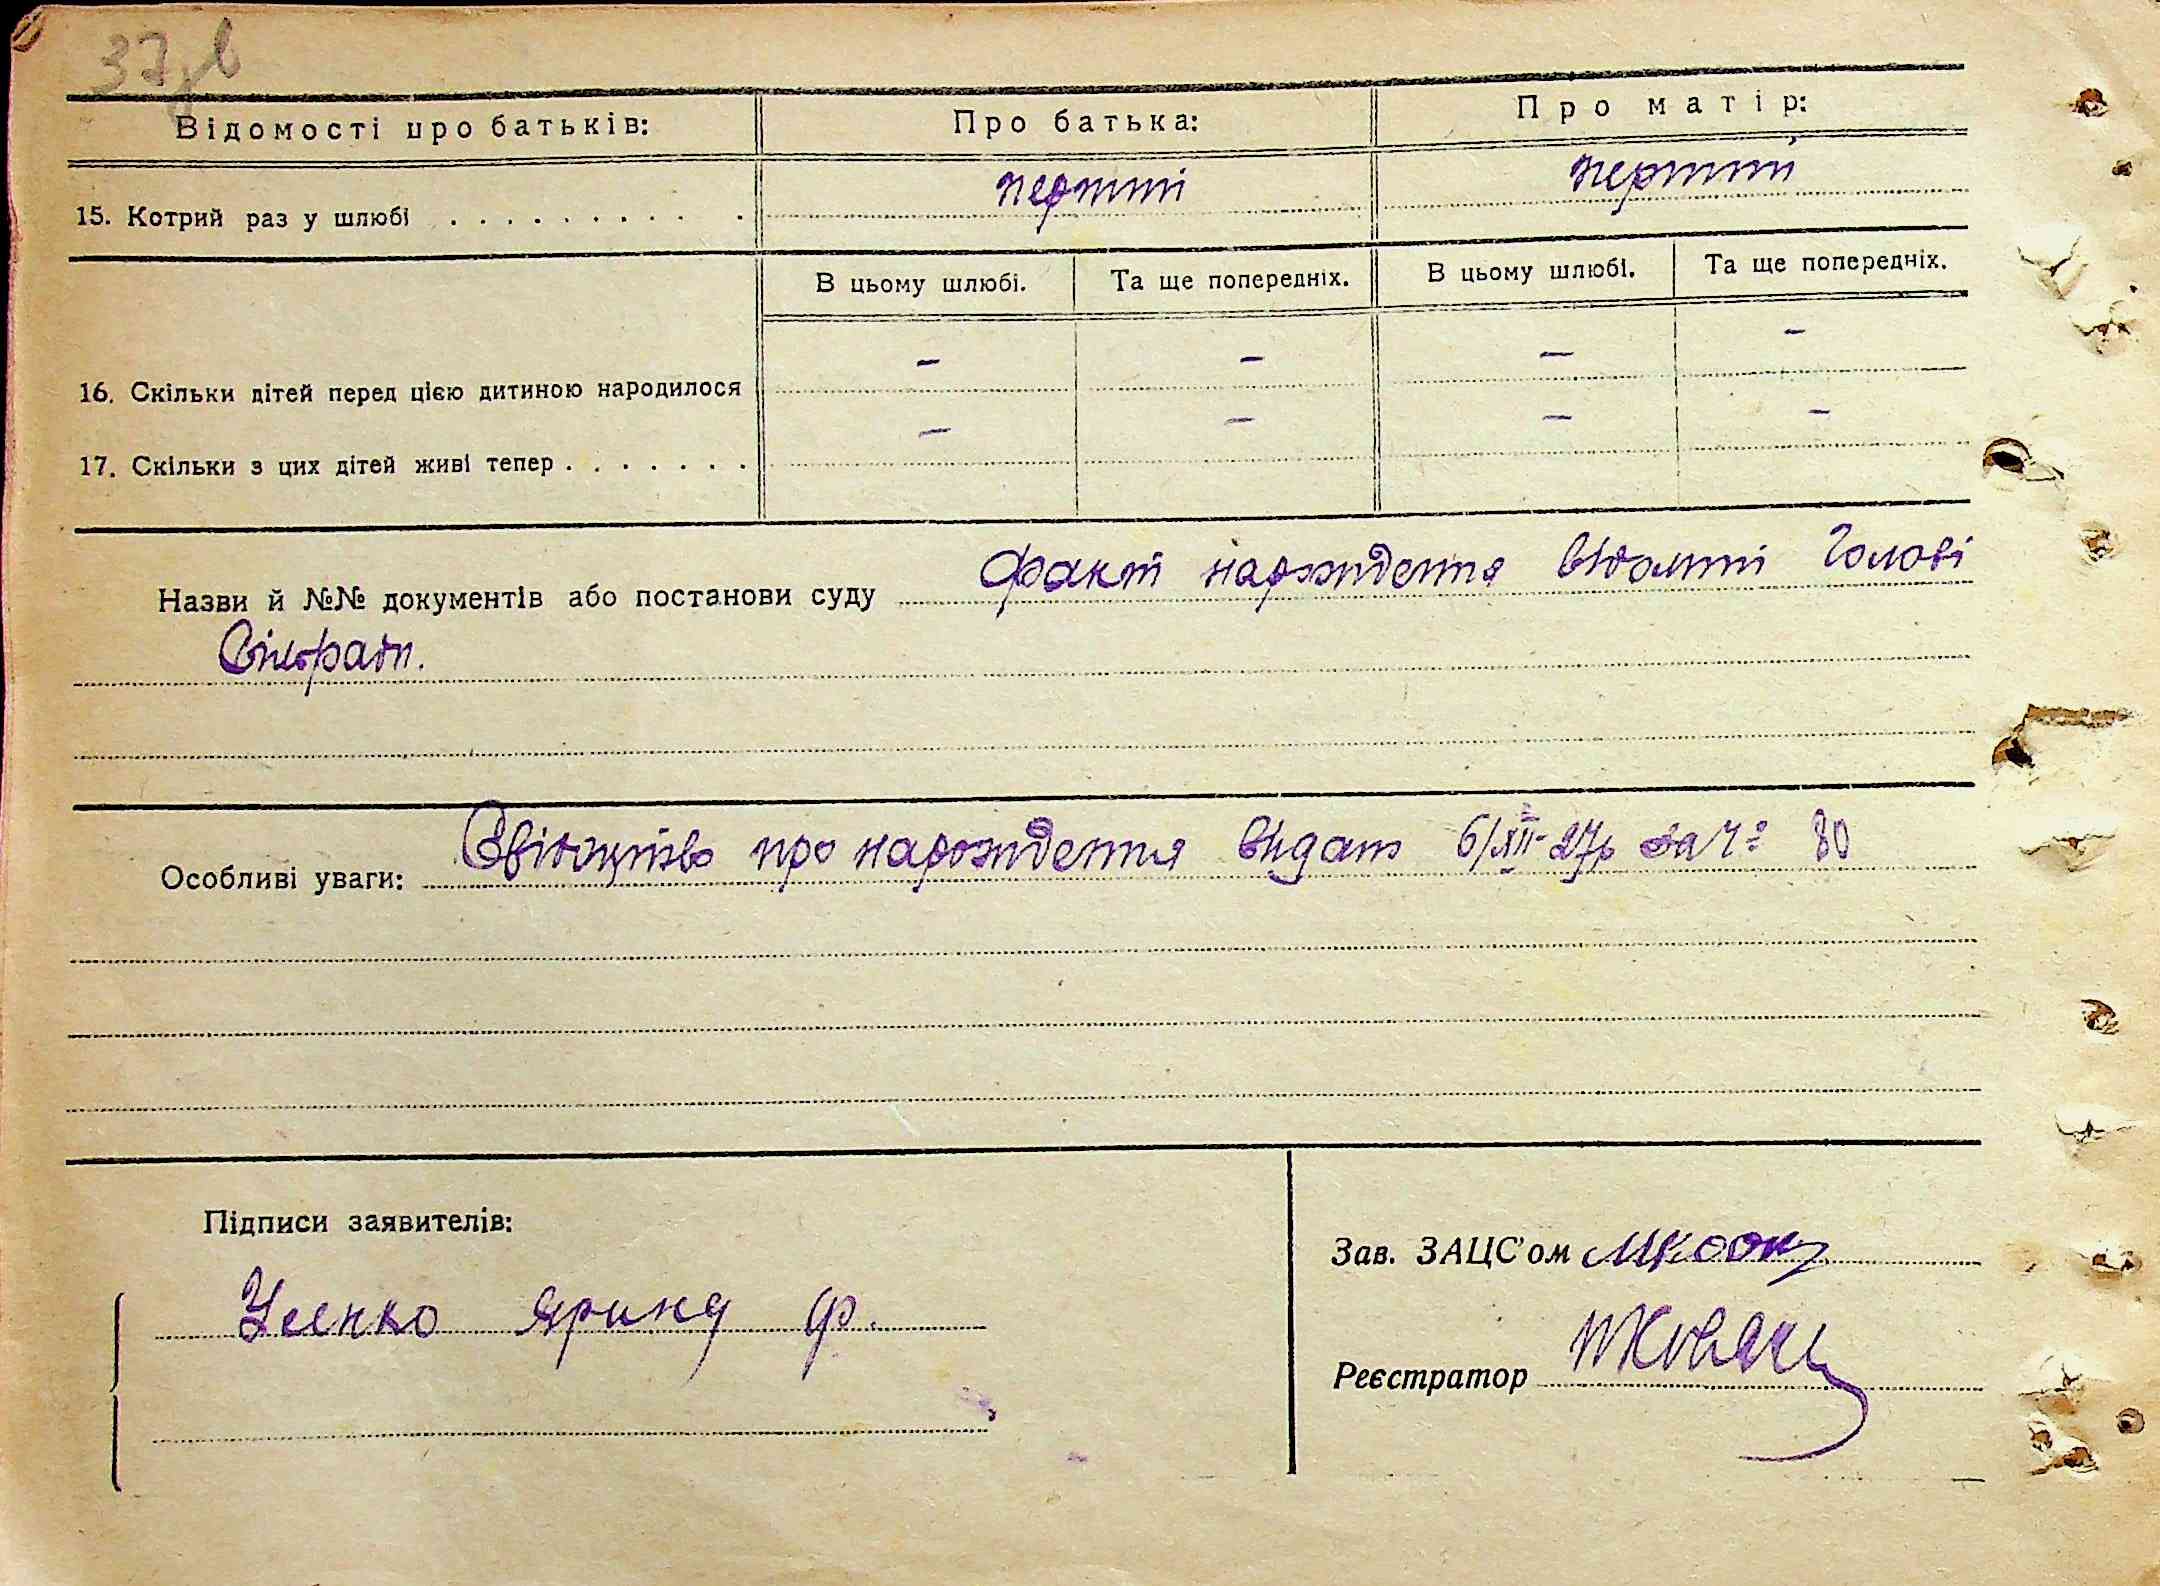 37зв
Відомості про батьків: Про батька: Про матір:
15. Котрий раз у шлюбі . . . . . . . . . . . перший перший
В цьому шлюбі. Та ще попередніх. В цьому шлюбі. Та ще попередніх.
16. Скільки дітей перед цією дитиною народилося – – – –
17. Скільки з цих дітей живі тепер . . . . . . . – – – –
Назви й №№ документів або постанови суду Факт народження відомий Голові
Сільради.
Особливі уваги: Свідоцтво про народження видано 6/XII-27р за Ч: 80
Підписи заявителів:
Зав. ЗАЦС'ом
Ярина Ф.
Реєстратор